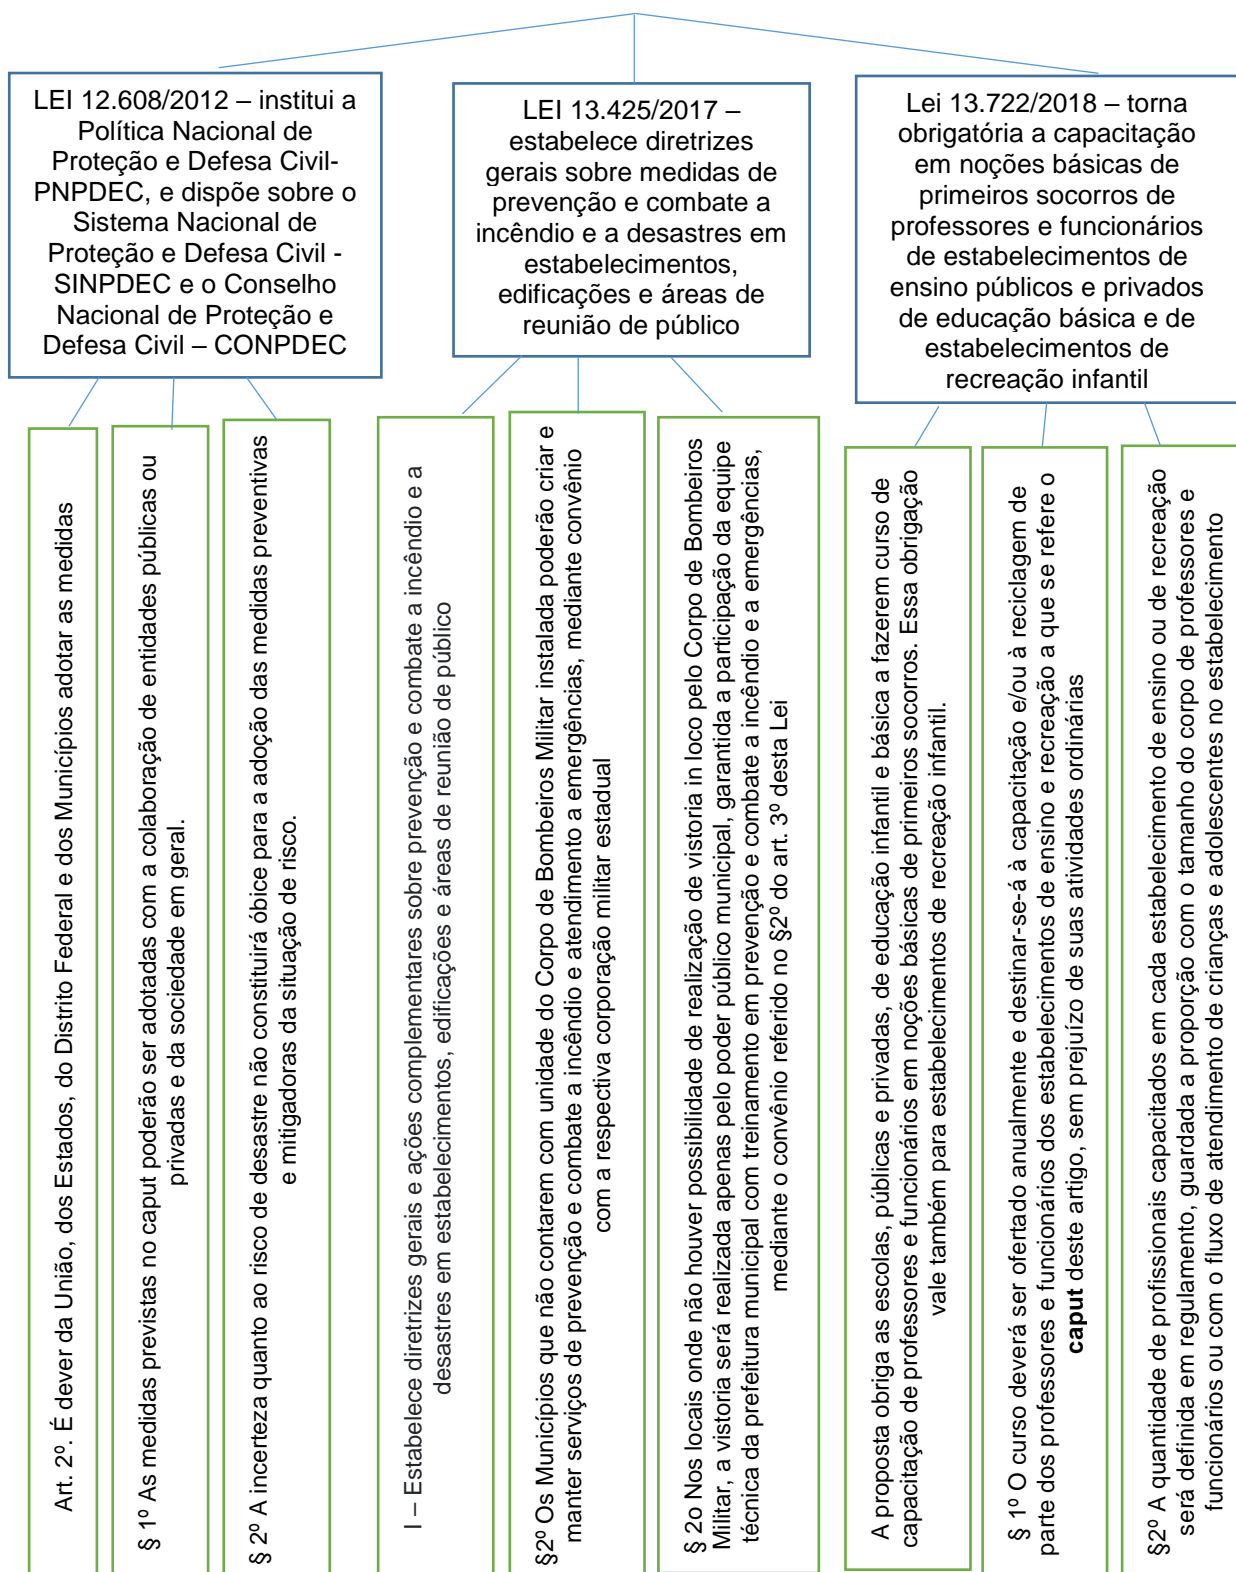 LEI 12.608/2012 – institui a
Política Nacional de
Proteção e Defesa Civil-
PNPDEC, e dispõe sobre o
Sistema Nacional de
Proteção e Defesa Civil -
SINPDEC e o Conselho
Nacional de Proteção e
Defesa Civil – CONPDEC
LEI 13.425/2017 –
estabelece diretrizes
gerais sobre medidas de
prevenção e combate a
incêndio e a desastres em
estabelecimentos,
edificações e áreas de
reunião de público
Lei 13.722/2018 – torna
obrigatória a capacitação
em noções básicas de
primeiros socorros de
professores e funcionários
de estabelecimentos de
ensino públicos e privados
de educação básica e de
estabelecimentos de
recreação infantil
Art. 2º. É dever da União, dos Estados, do Distrito Federal e dos Municípios adotar as medidas
§ 1º As medidas previstas no caput poderão ser adotadas com a colaboração de entidades públicas ou
privadas e da sociedade em geral.
§ 2º A incerteza quanto ao risco de desastre não constituirá óbice para a adoção das medidas preventivas
e mitigadoras da situação de risco.
I – Estabelece diretrizes gerais e ações complementares sobre prevenção e combate a incêndio e a
desastres em estabelecimentos, edificações e áreas de reunião de público
§2º Os Municípios que não contarem com unidade do Corpo de Bombeiros Militar instalada poderão criar e
manter serviços de prevenção e combate a incêndio e atendimento a emergências, mediante convênio
com a respectiva corporação militar estadual
§ 2o Nos locais onde não houver possibilidade de realização de vistoria in loco pelo Corpo de Bombeiros
Militar, a vistoria será realizada apenas pelo poder público municipal, garantida a participação da equipe
técnica da prefeitura municipal com treinamento em prevenção e combate a incêndio e a emergências,
mediante o convênio referido no §2º do art. 3º desta Lei
A proposta obriga as escolas, públicas e privadas, de educação infantil e básica a fazerem curso de
capacitação de professores e funcionários em noções básicas de primeiros socorros. Essa obrigação
vale também para estabelecimentos de recreação infantil.
§ 1º O curso deverá ser ofertado anualmente e destinar-se-á à capacitação e/ou à reciclagem de
parte dos professores e funcionários dos estabelecimentos de ensino e recreação a que se refere o
caput deste artigo, sem prejuízo de suas atividades ordinárias
§2º A quantidade de profissionais capacitados em cada estabelecimento de ensino ou de recreação
será definida em regulamento, guardada a proporção com o tamanho do corpo de professores e
funcionários ou com o fluxo de atendimento de crianças e adolescentes no estabelecimento